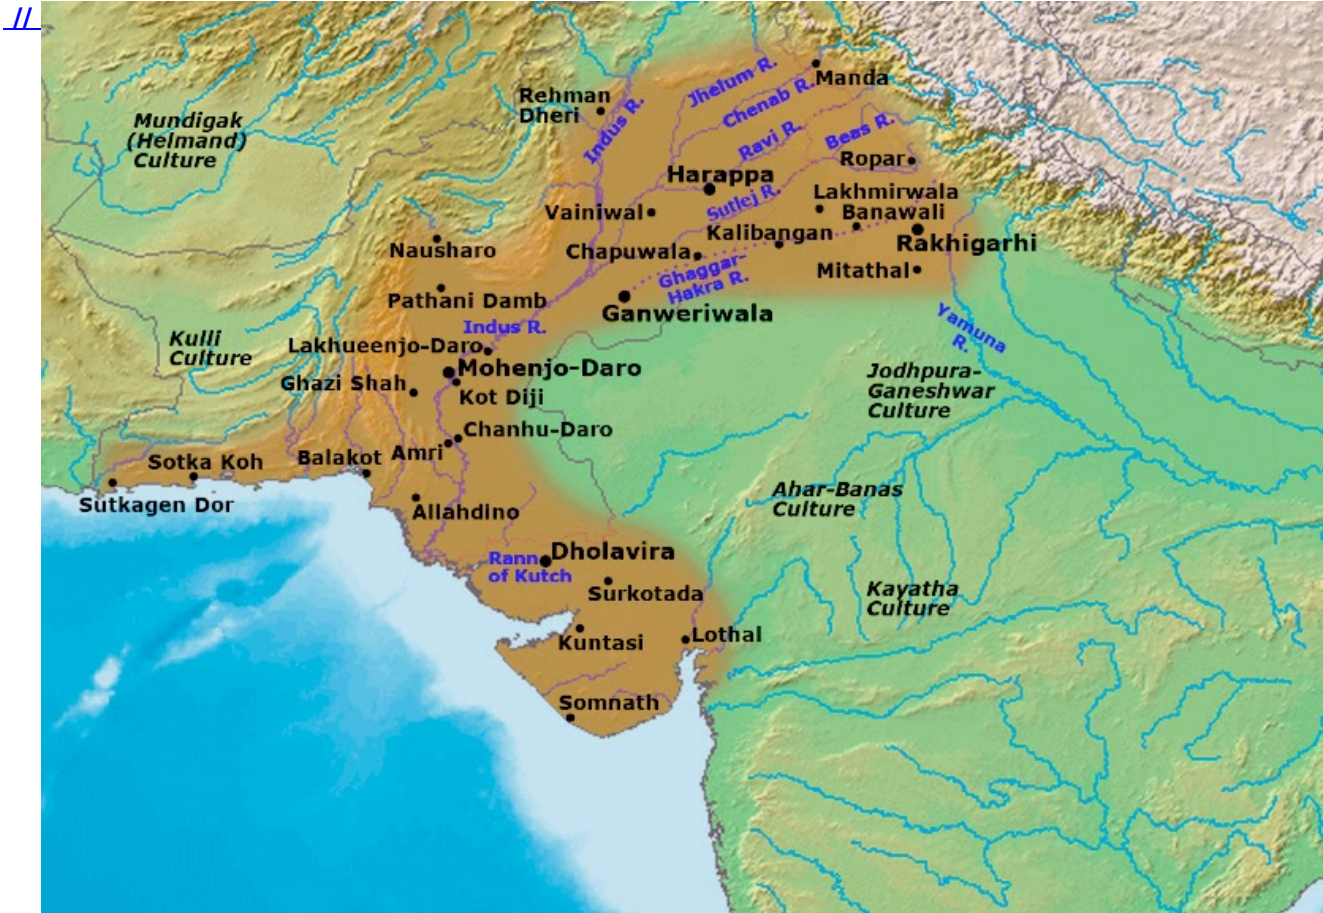 //
Jhelum R.
Manda
Rehman
Dheri
Chenab R.
Mundigak
(Helmand)
Culture
Indus R.
Ravi R.
Beas R.
Ropar
Harappa
Sutlej R.
Lakhmirwala
Vainiwal
Banawali
Kalibangan
Rakhigarhi
Nausharo
Chapuwala
Ghaggar-
Hakra R.
Mitathal
Pathani Damb
Ganweriwala
Indus R.
Yamuna
R.
Kulli
Culture
Lakhueenjo-Daro
Mohenjo-Daro
Ghazi Shah
Kot Diji
Jodhpura-
Ganeshwar
Culture
Chanhu-Daro
Amri
Balakot
Sotka Koh
Sutkagen Dor
Allahdino
Ahar-Banas
Culture
Dholavira
Rann
of Kutch
Surkotada
Kayatha
Culture
Kuntasi
Lothal
Somnath